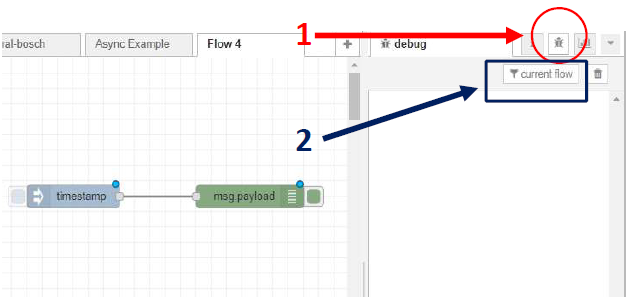 al-bosch
Async Example
Flow 4
+
debug
1
current flow
2
timestamp
msg.payload